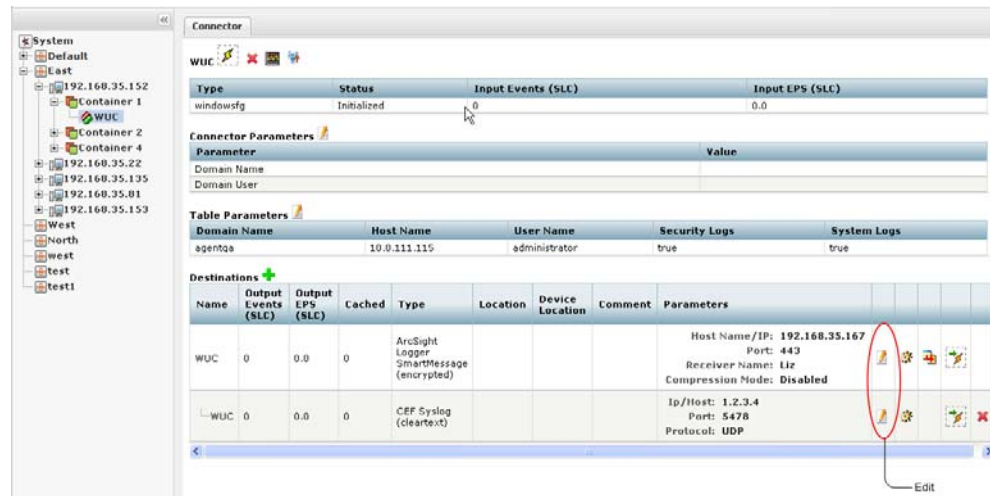 System
Default
East
192.168.35.152
Container 1
WUC
Container 2
Container 4
192.168.35.22
192.168.35.135
192.168.35.81
192.168.35.153
West
North
west
test
test1
Connector
WUC
Type Status Input Events (SLC) Input EPS (SLC)
windowsfg Initialized 0 0.0
Connector Parameters
Parameter Value
Domain Name
Domain User
Table Parameters
Domain Name Host Name User Name Security Logs System Logs
agentqa 10.0.111.115 administrator true true
Destinations
Name Output Events (SLC) Output EPS (SLC) Cached Type Location Device Location Comment Parameters
WUC 0 0.0 0 ArcSight Logger SmartMessage (encrypted) Host Name/IP: 192.168.35.167
Port: 443
Receiver Name: Liz
Compression Mode: Disabled
WUC 0 0.0 0 CEF Syslog (cleartext) Ip/Host: 1.2.3.4
Port: 5478
Protocol: UDP
Edit